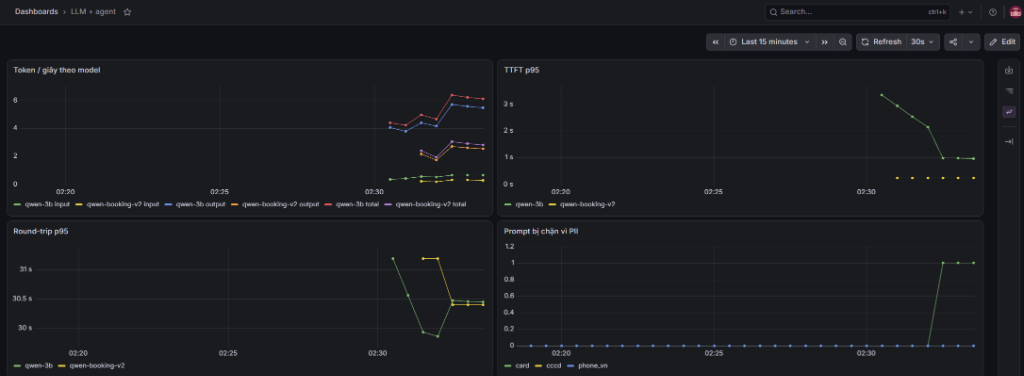 Dashboards › LLM + agent
Search... ctrl+k
Last 15 minutes Refresh 30s Edit
Token / giây theo model
6
4
2
0
02:20 02:25 02:30
qwen-3b input qwen-booking-v2 input qwen-3b output qwen-booking-v2 output qwen-3b total qwen-booking-v2 total
TTFT p95
3 s
2 s
1 s
0 s
02:20 02:25 02:30
qwen-3b qwen-booking-v2
Round-trip p95
31 s
30.5 s
30 s
02:20 02:25 02:30
qwen-3b qwen-booking-v2
Prompt bị chặn vì PII
1.2
1
0.8
0.6
0.4
0.2
0
02:20 02:25 02:30
card cccd phone_vn